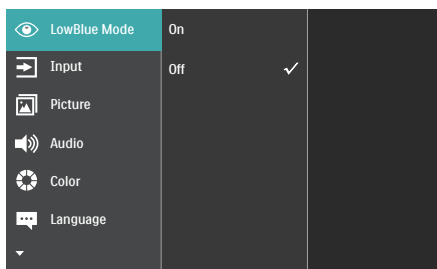 LowBlue Mode
On
Input
Off
Picture
Audio
Color
Language